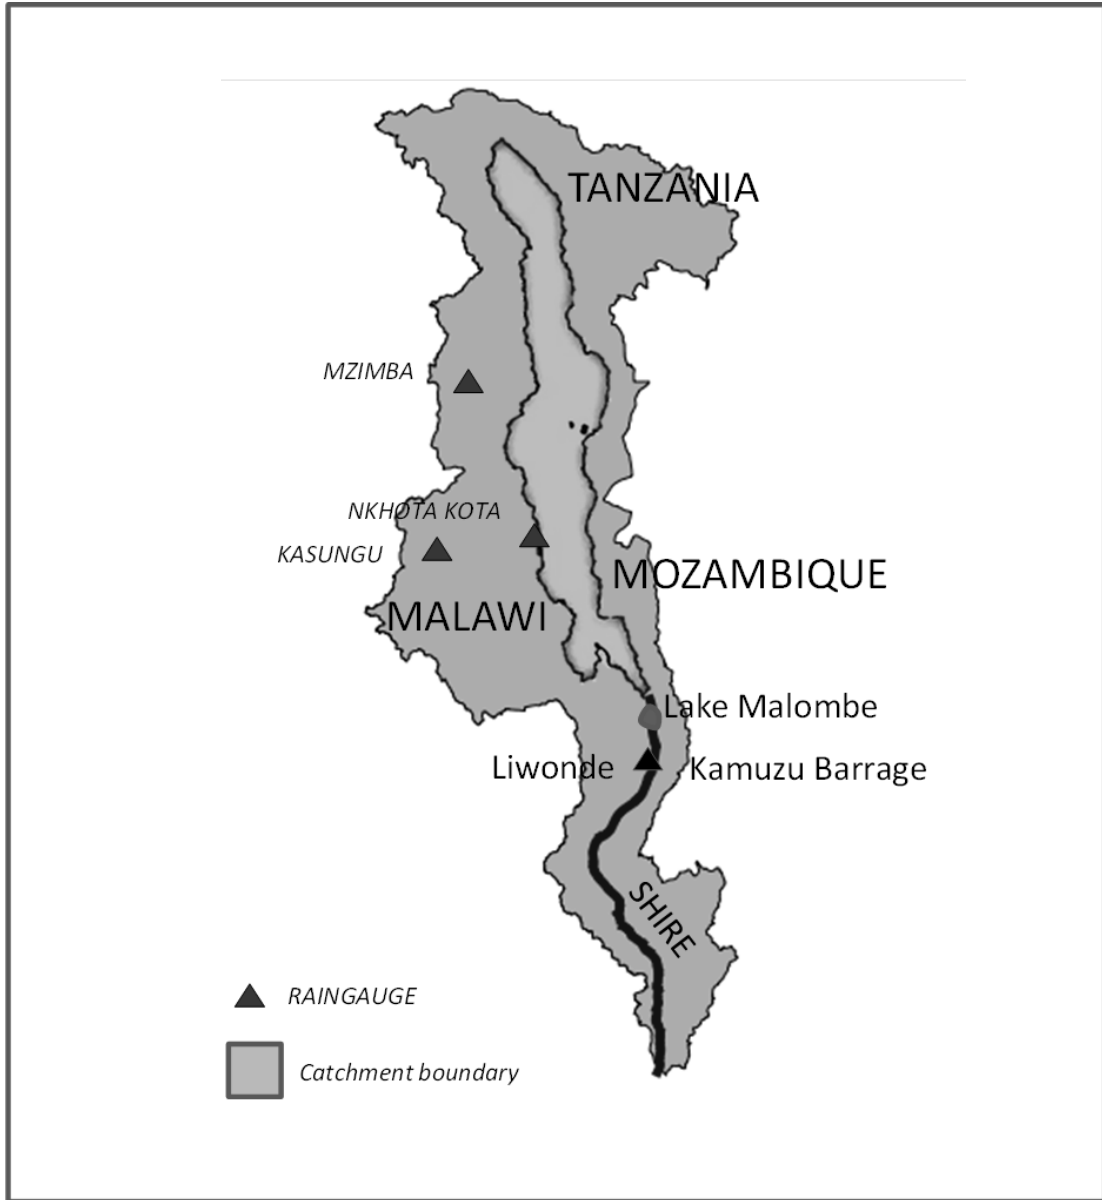 TANZANIA
MZIMBA
NKHOTA KOTA
KASUNGU
MOZAMBIQUE
MALAWI
Lake Malombe
Liwonde
Kamuzu Barrage
SHIRE
RAINGAUGE
Catchment boundary